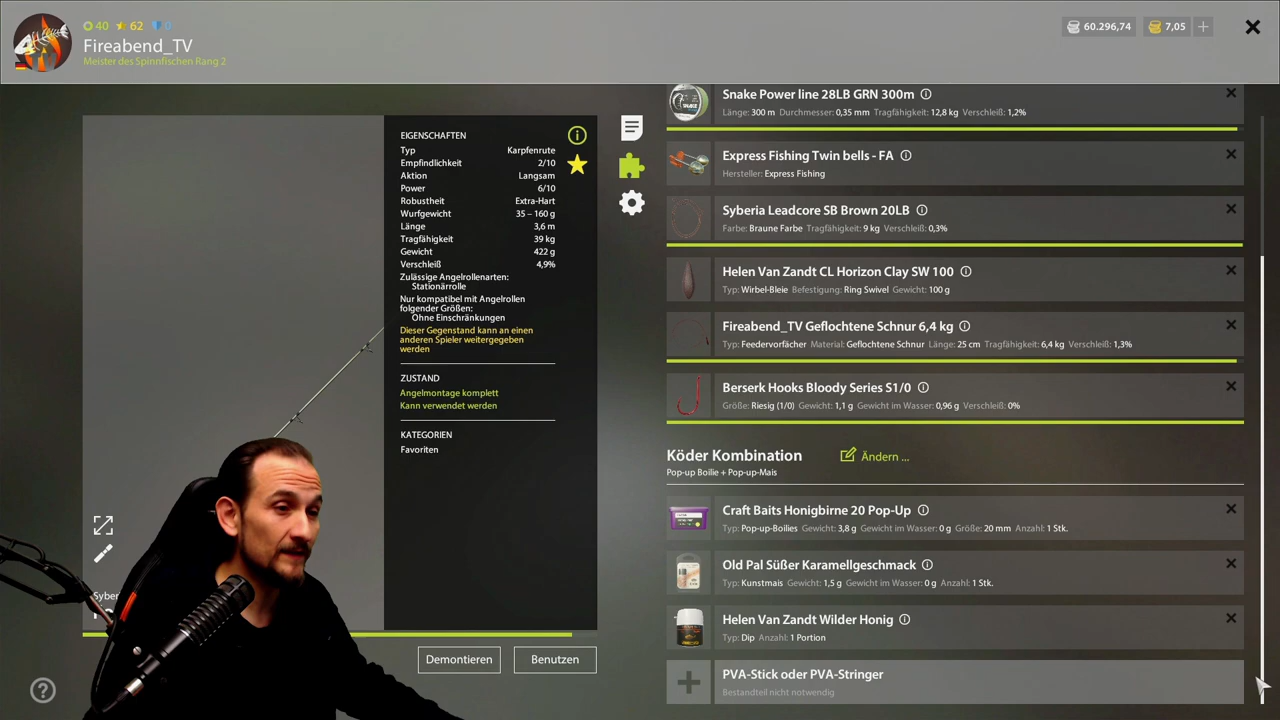 40 62 0
Fireabend_TV
Meister des Spinnfischen Rang 2
60.296,74 7,05
EIGENSCHAFTEN
Typ Karpfenrute
Empfindlichkeit 2/10
Aktion Langsam
Power 6/10
Robustheit Extra-Hart
Wurfgewicht 35 – 160 g
Länge 3,6 m
Tragfähigkeit 39 kg
Gewicht 422 g
Verschleiß 4,9%
Zulässige Angelrollenarten:
Stationärrolle
Nur kompatibel mit Angelrollen
folgender Größen:
Ohne Einschränkungen
Dieser Gegenstand kann an einen
anderen Spieler weitergegeben
werden
ZUSTAND
Angelmontage komplett
Kann verwendet werden
KATEGORIEN
Favoriten
Syber
Demontieren Benutzen
Snake Power line 28LB GRN 300m
Länge: 300 m Durchmesser: 0,35 mm Tragfähigkeit: 12,8 kg Verschleiß: 1,2%
Express Fishing Twin bells - FA
Hersteller: Express Fishing
Syberia Leadcore SB Brown 20LB
Farbe: Braune Farbe Tragfähigkeit: 9 kg Verschleiß: 0,3%
Helen Van Zandt CL Horizon Clay SW 100
Typ: Wirbel-Bleie Befestigung: Ring Swivel Gewicht: 100 g
Fireabend_TV Geflochtene Schnur 6,4 kg
Typ: Feedervorfächer Material: Geflochtene Schnur Länge: 25 cm Tragfähigkeit: 6,4 kg Verschleiß: 1,3%
Berserk Hooks Bloody Series S1/0
Größe: Riesig (1/0) Gewicht: 1,1 g Gewicht im Wasser: 0,96 g Verschleiß: 0%
Köder Kombination Ändern ...
Pop-up Boilie + Pop-up-Mais
Craft Baits Honigbirne 20 Pop-Up
Typ: Pop-up-Boilies Gewicht: 3,8 g Gewicht im Wasser: 0 g Größe: 20 mm Anzahl: 1 Stk.
Old Pal Süßer Karamellgeschmack
Typ: Kunstmais Gewicht: 1,5 g Gewicht im Wasser: 0 g Anzahl: 1 Stk.
Helen Van Zandt Wilder Honig
Typ: Dip Anzahl: 1 Portion
PVA-Stick oder PVA-Stringer
Bestandteil nicht notwendig